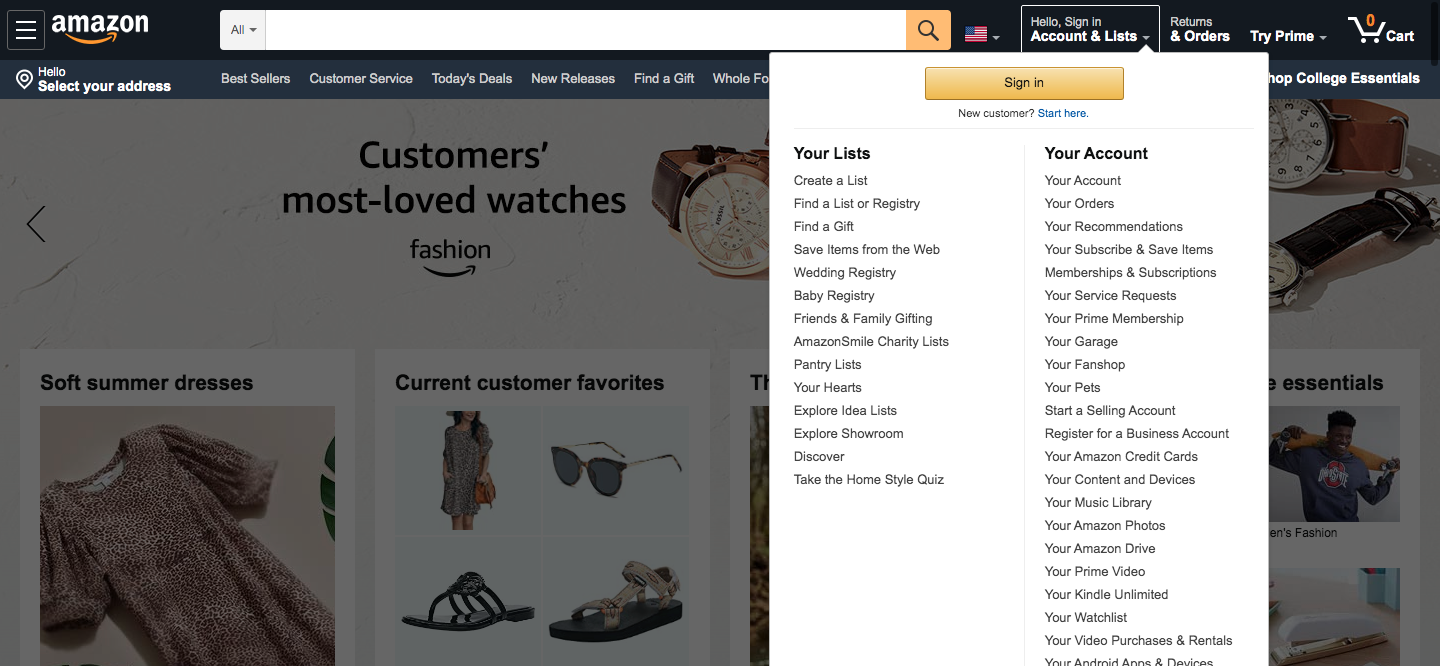 amazon
All
Hello, Sign in
Account & Lists
Returns
& Orders
Try Prime
0
Cart
Hello
Select your address
Best Sellers
Customer Service
Today's Deals
New Releases
Find a Gift
Whole Fo
hop College Essentials
Sign in
New customer? Start here.
Customers'
most-loved watches
fashion
FOSSIL
Your Lists
Create a List
Find a List or Registry
Find a Gift
Save Items from the Web
Wedding Registry
Baby Registry
Friends & Family Gifting
AmazonSmile Charity Lists
Pantry Lists
Your Hearts
Explore Idea Lists
Explore Showroom
Discover
Take the Home Style Quiz
Your Account
Your Account
Your Orders
Your Recommendations
Your Subscribe & Save Items
Memberships & Subscriptions
Your Service Requests
Your Prime Membership
Your Garage
Your Fanshop
Your Pets
Start a Selling Account
Register for a Business Account
Your Amazon Credit Cards
Your Content and Devices
Your Music Library
Your Amazon Photos
Your Amazon Drive
Your Prime Video
Your Kindle Unlimited
Your Watchlist
Your Video Purchases & Rentals
Your Android Apps & Devices
Soft summer dresses
Current customer favorites
Th
e essentials
OHIO STATE
en's Fashion